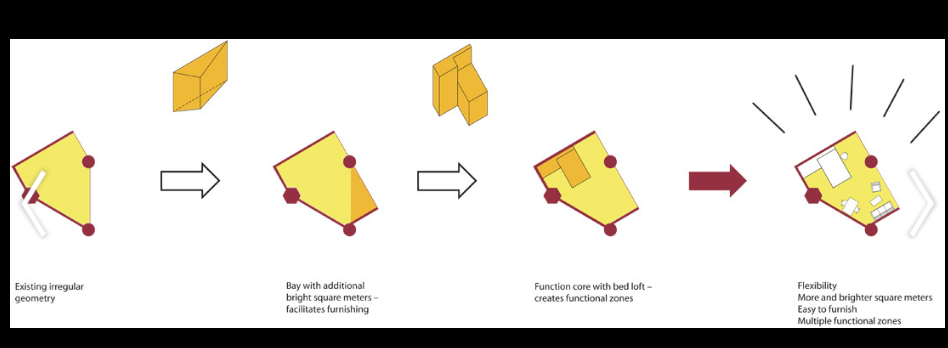 Existing irregular
geometry
Bay with additional
bright square meters –
facilitates furnishing
Function core with bed loft –
creates functional zones
Flexibility
More and brighter square meters
Easy to furnish
Multiple functional zones